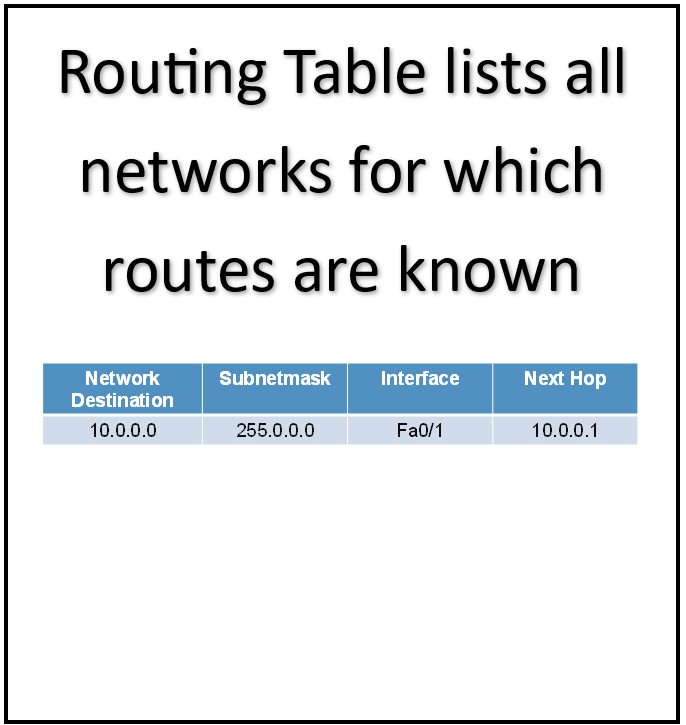 Routing Table lists all
networks for which
routes are known
Network Destination Subnetmask Interface Next Hop
10.0.0.0 255.0.0.0 Fa0/1 10.0.0.1